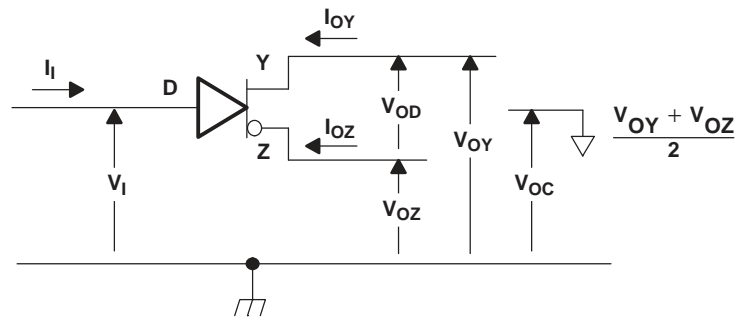 I_OY
I_I
D
Y
I_OZ
Z
V_OD
V_OY
V_OY + V_OZ
2
V_I
V_OZ
V_OC